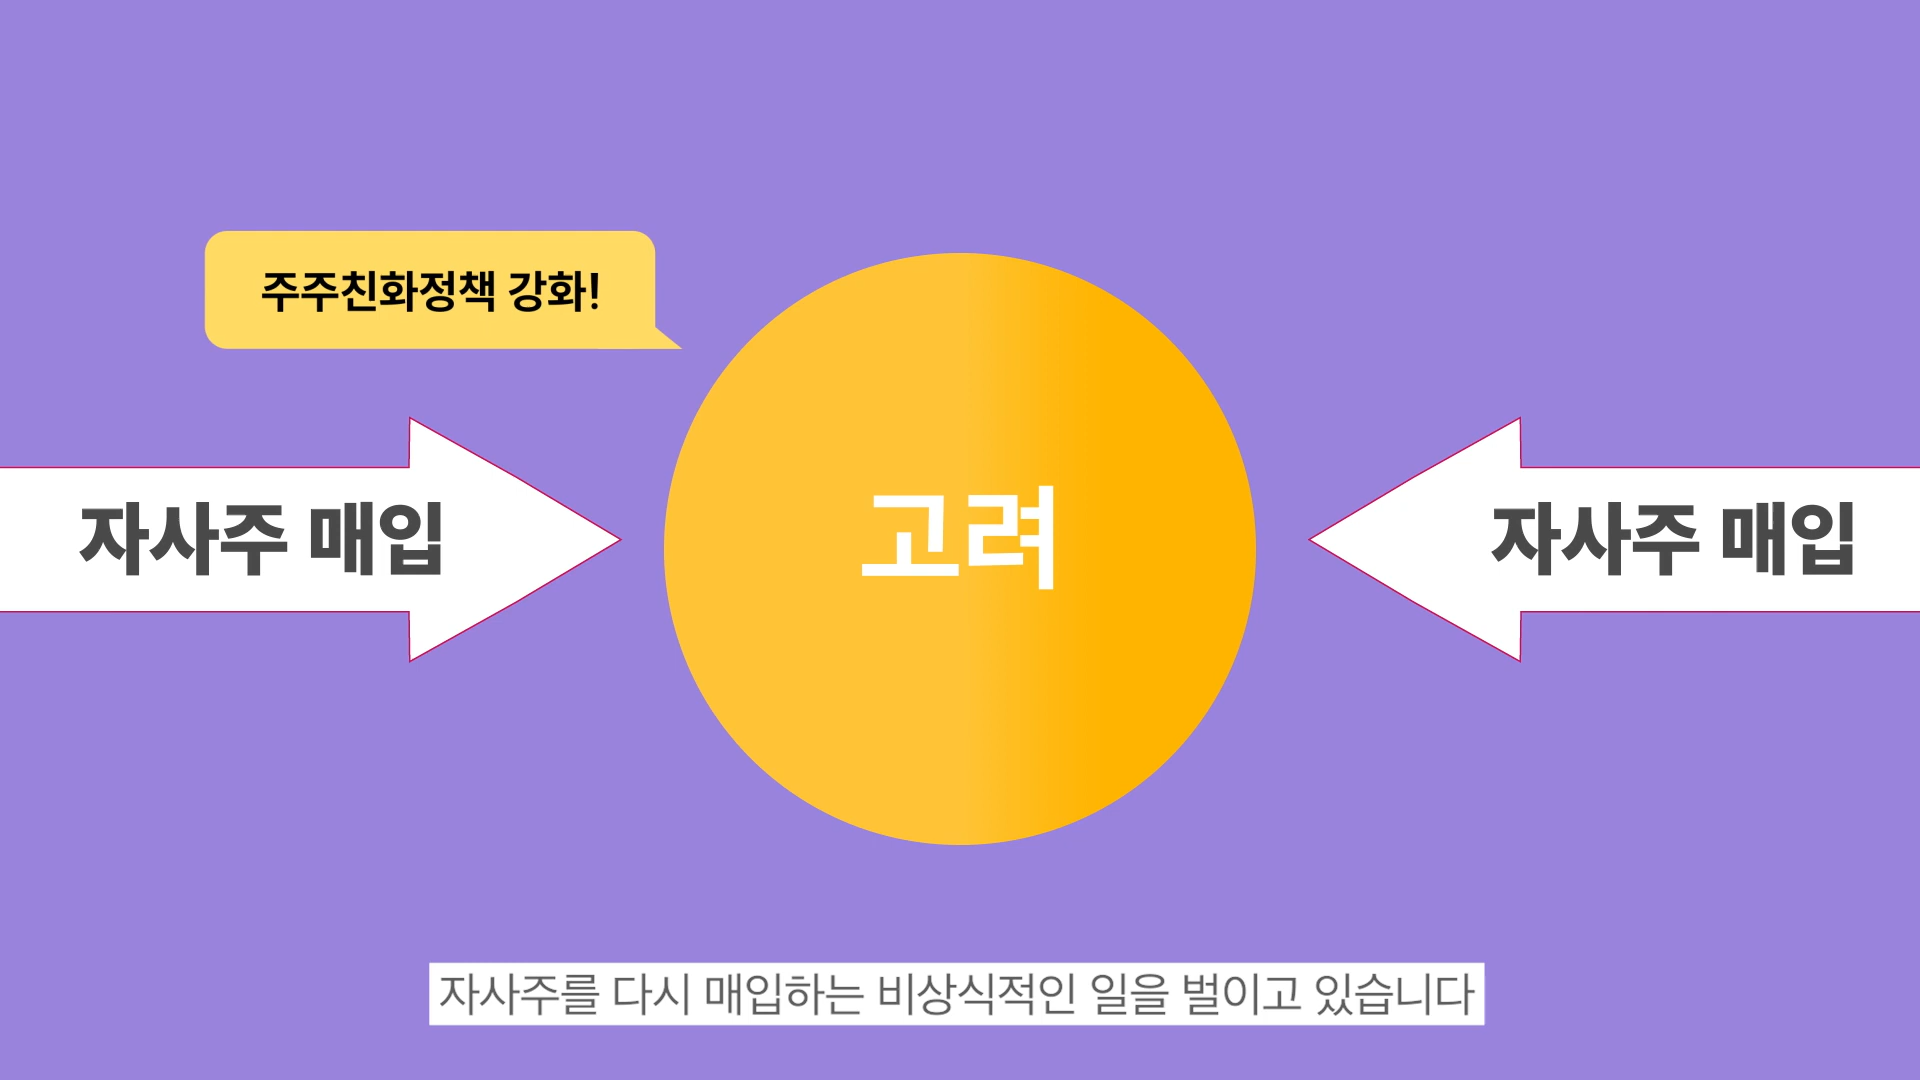 주주친화정책 강화!
자사주 매입
고려
자사주 매입
자사주를 다시 매입하는 비상식적인 일을 벌이고 있습니다